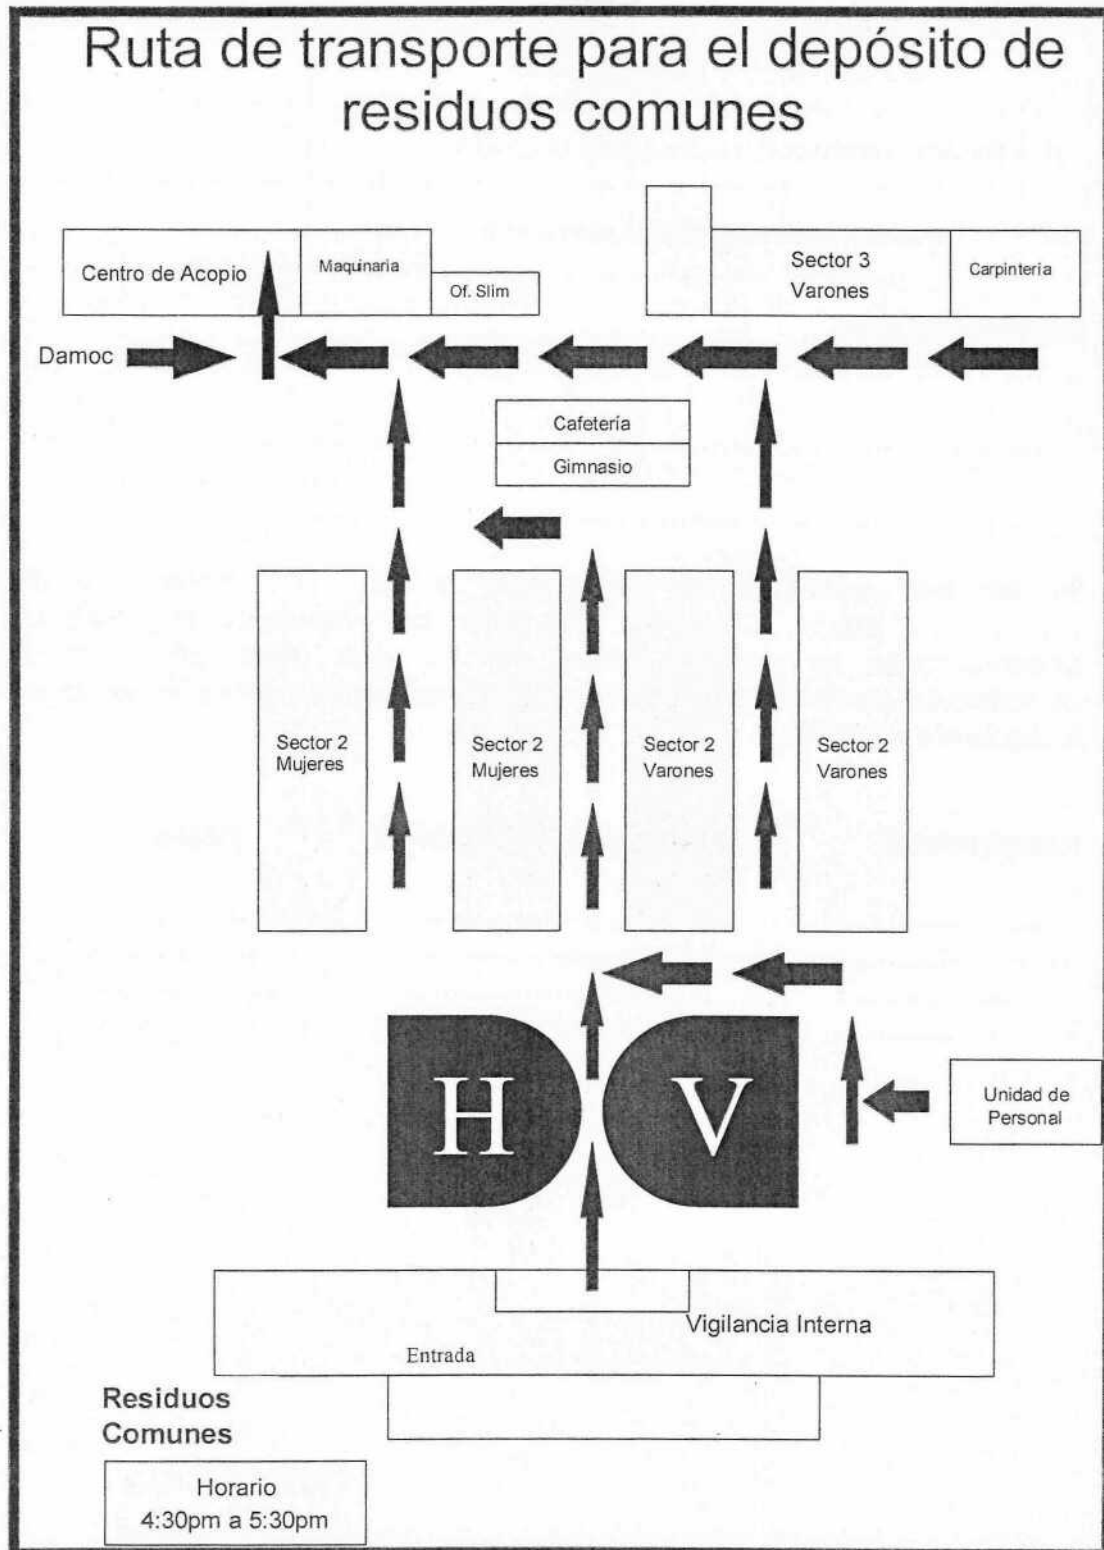 Ruta de transporte para el depósito de
residuos comunes
Centro de Acopio
Maquinaria
Of. Slim
Sector 3
Varones
Carpinteria
Damoc
Cafetería
Gimnasio
Sector 2
Mujeres
Sector 2
Mujeres
Sector 2
Varones
Sector 2
Varones
H
V
Unidad de
Personal
Vigilancia Interna
Entrada
Residuos
Comunes
Horario
4:30pm a 5:30pm